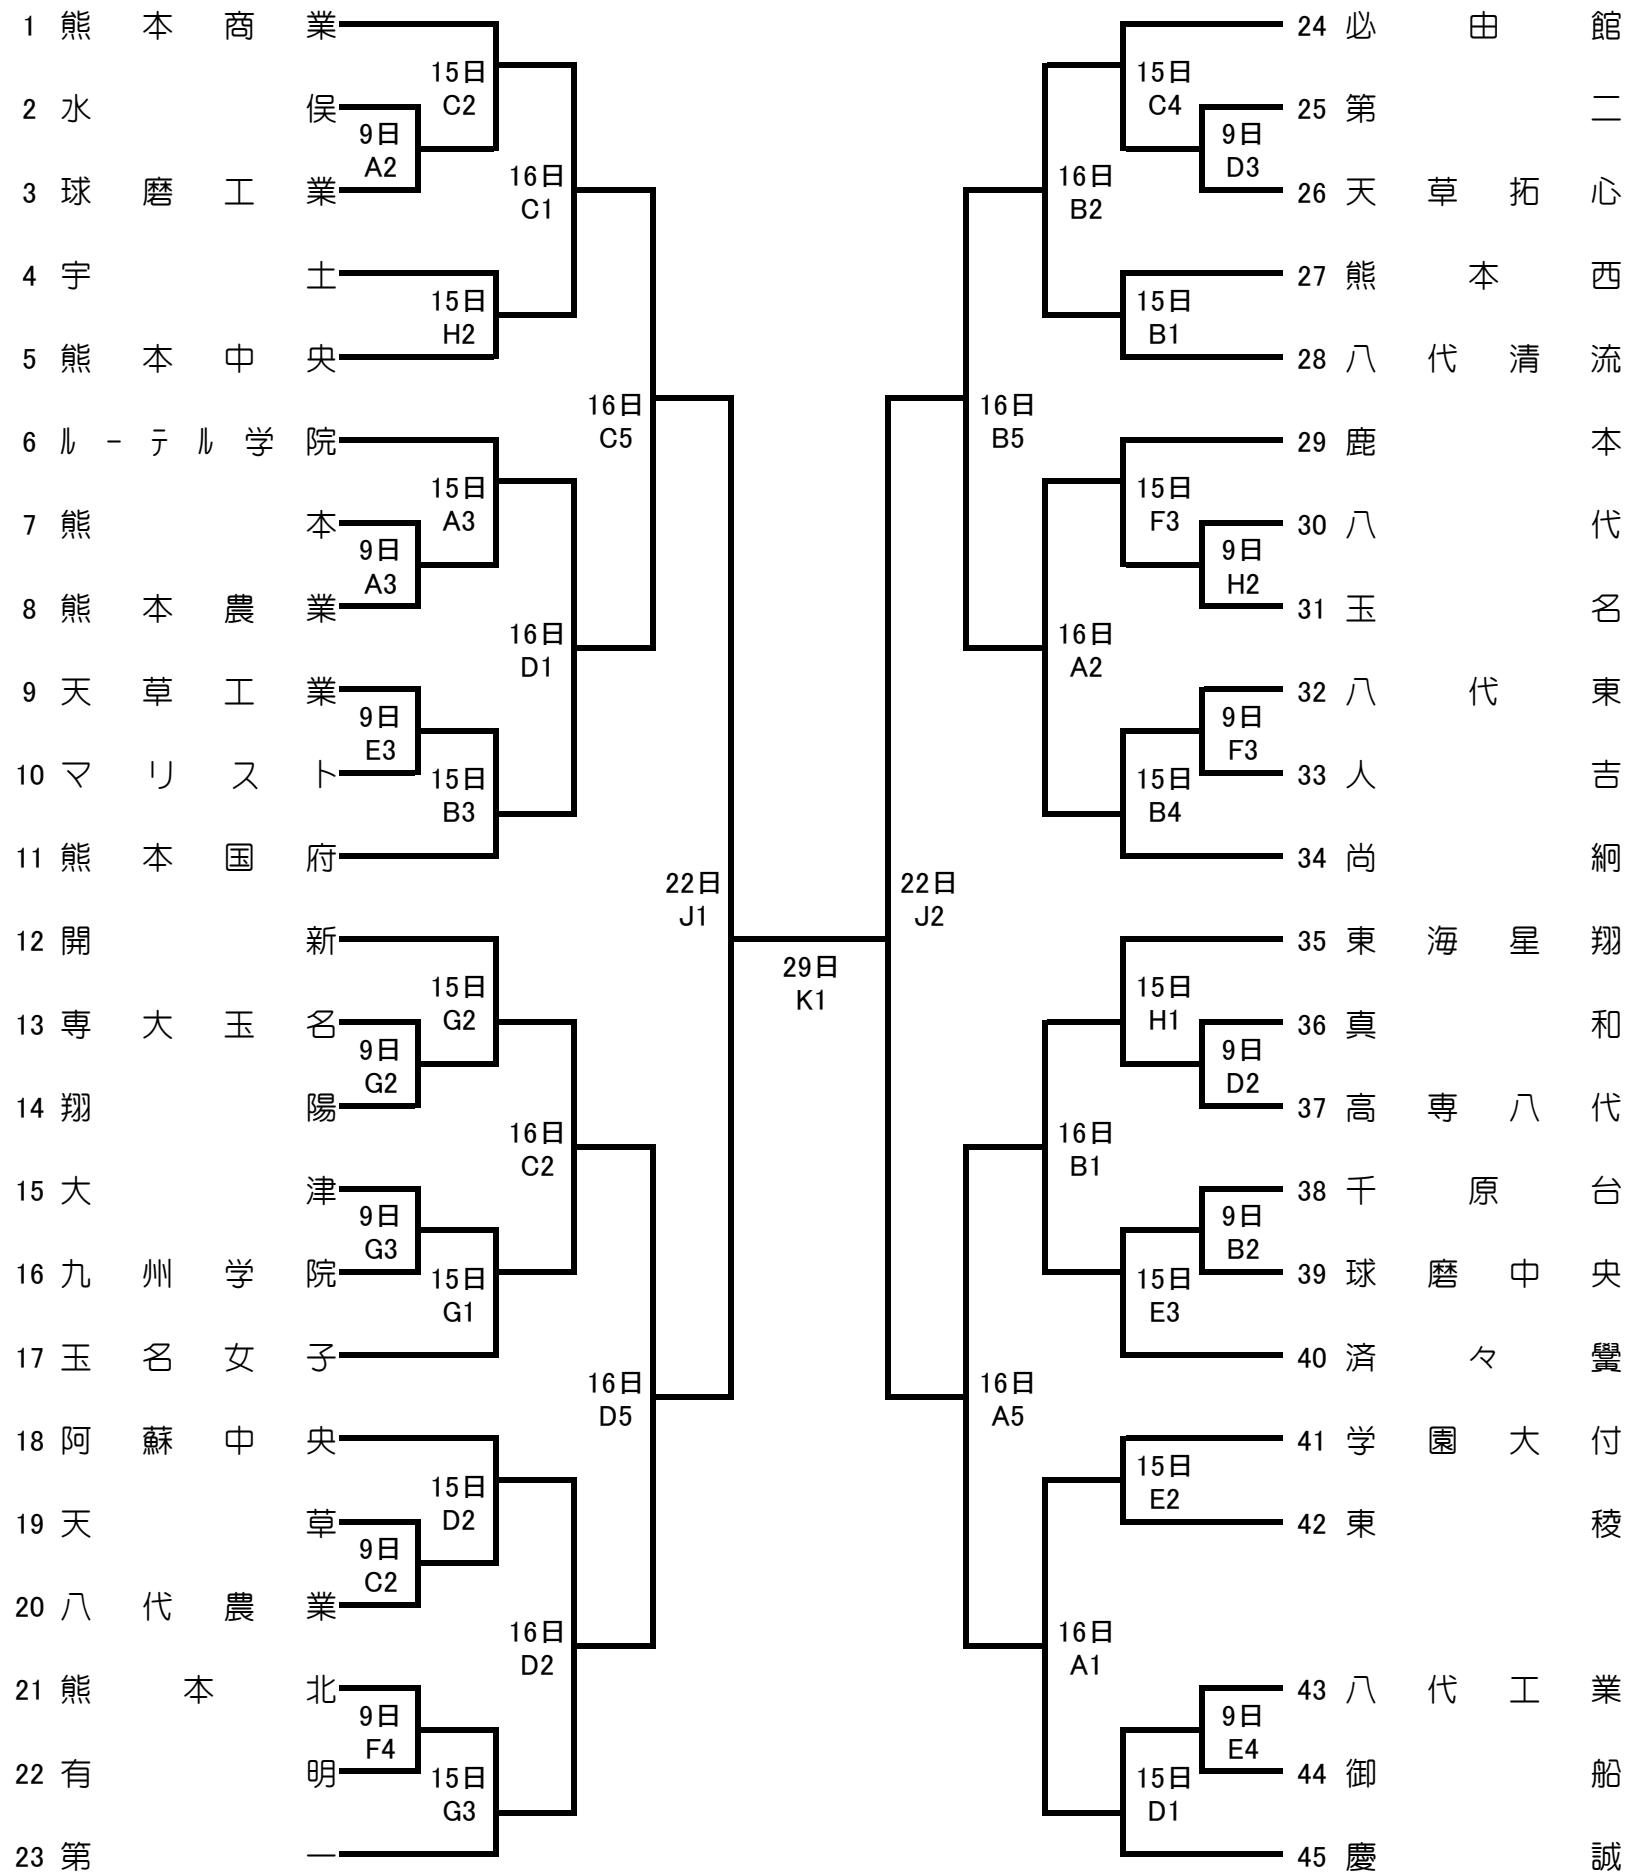 1 熊本商業
2 水俣
3 球磨工業
4 宇土
5 熊本中央
6 ﾙｰﾃﾙ学院
7 熊本
8 熊本農業
9 天草工業
10 マリスト
11 熊本国府
12 開新
13 専大玉名
14 翔陽
15 大津
16 九州学院
17 玉名女子
18 阿蘇中央
19 天草
20 八代農業
21 熊本北
22 有明
23 第一
9日
A2
9日
A3
9日
E3
9日
G2
9日
G3
9日
C2
9日
F4
15日
C2
15日
H2
15日
A3
15日
B3
15日
G2
15日
G1
15日
D2
15日
G3
16日
C1
16日
D1
16日
C2
16日
D2
16日
C5
16日
D5
22日
J1
29日
K1
22日
J2
16日
B5
16日
A5
16日
B2
16日
A2
16日
B1
16日
A1
15日
C4
15日
B1
15日
F3
15日
B4
15日
H1
15日
E3
15日
E2
15日
D1
9日
D3
9日
H2
9日
F3
9日
D2
9日
B2
9日
E4
24 必由館
25 第二
26 天草拓心
27 熊本西
28 八代清流
29 鹿本
30 八代
31 玉名
32 八代東
33 人吉
34 尚絅
35 東海星翔
36 真和
37 高専八代
38 千原台
39 球磨中央
40 済々黌
41 学園大付
42 東稜
43 八代工業
44 御船
45 慶誠